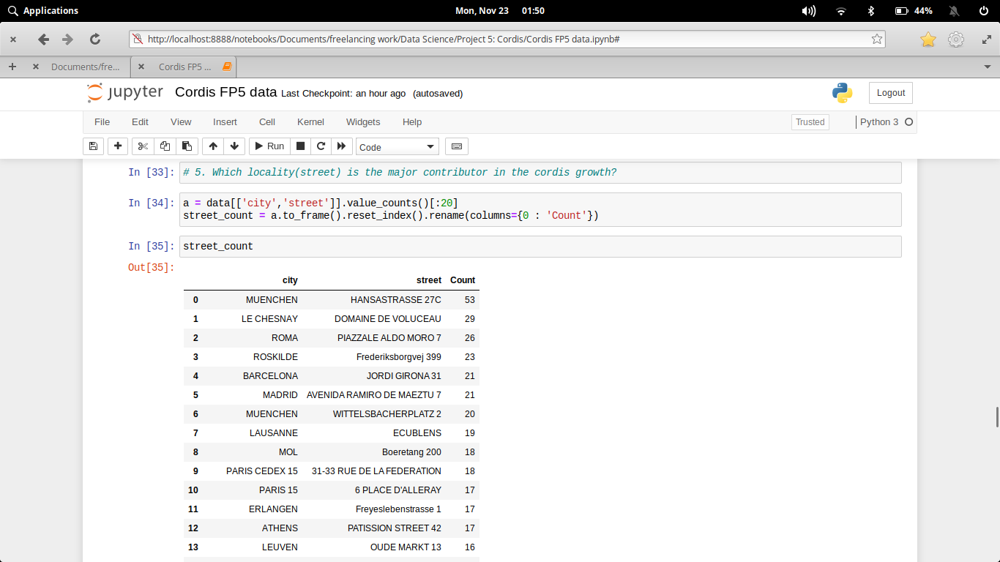 Applications
Mon, Nov 23 01:50
44%
http://localhost:8888/notebooks/Documents/freelancing work/Data Science/Project 5: Cordis/Cordis FP5 data.ipynb#
Documents/fre...
Cordis FP5 ...
jupyter Cordis FP5 data Last Checkpoint: an hour ago (autosaved)
Logout
File Edit View Insert Cell Kernel Widgets Help
Trusted
Python 3
Run
Code
In [33]: # 5. Which locality(street) is the major contributor in the cordis growth?
In [34]: a = data[['city','street']].value_counts()[:20]
street_count = a.to_frame().reset_index().rename(columns={0 : 'Count'})
In [35]: street_count
Out[35]:
city street Count
0 MUENCHEN HANSASTRASSE 27C 53
1 LE CHESNAY DOMAINE DE VOLUCEAU 29
2 ROMA PIAZZALE ALDO MORO 7 26
3 ROSKILDE Frederiksborgvej 399 23
4 BARCELONA JORDI GIRONA 31 21
5 MADRID AVENIDA RAMIRO DE MAEZTU 7 21
6 MUENCHEN WITTELSBACHERPLATZ 2 20
7 LAUSANNE ECUBLENS 19
8 MOL Boeretang 200 18
9 PARIS CEDEX 15 31-33 RUE DE LA FEDERATION 18
10 PARIS 15 6 PLACE D'ALLERAY 17
11 ERLANGEN Freyeslebenstrasse 1 17
12 ATHENS PATISSION STREET 42 17
13 LEUVEN OUDE MARKT 13 16